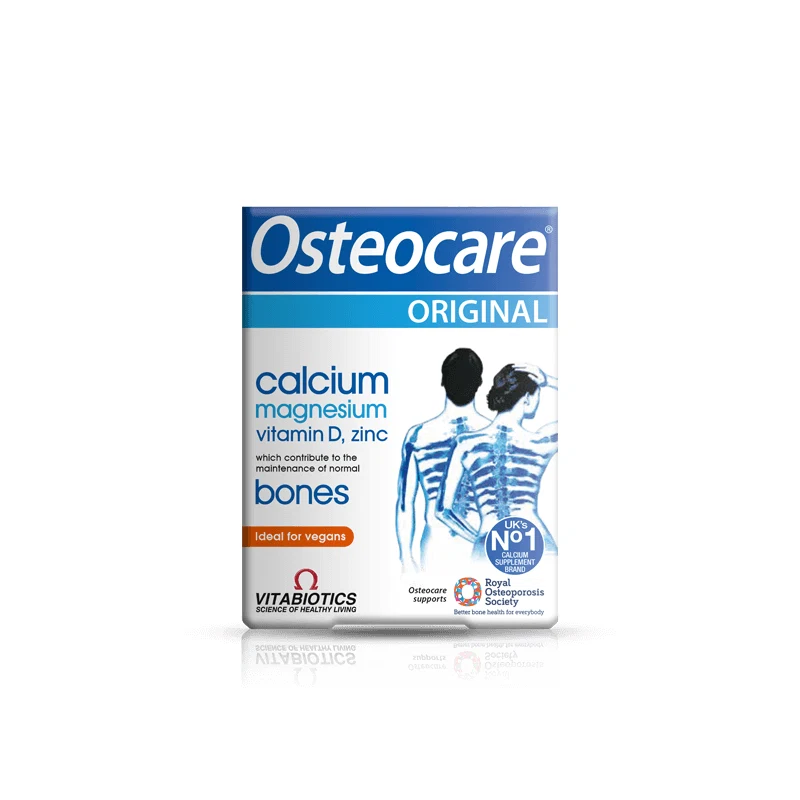 Osteocare®
ORIGINAL
calcium
magnesium
vitamin D, zinc
which contribute to the
maintenance of normal
bones
Ideal for vegans
UK's
Nº1
CALCIUM
SUPPLEMENT
BRAND
VITABIOTICS
SCIENCE OF HEALTHY LIVING
Osteocare
supports
Royal
Osteoporosis
Society
Better bone health for everybody